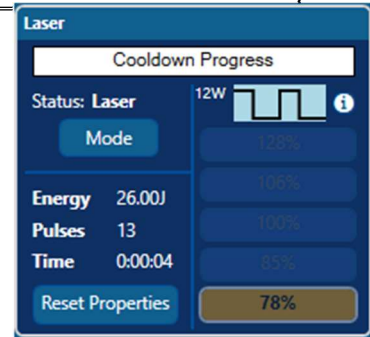 Laser
Cooldown Progress
Status: Laser
12W
Mode
128%
106%
100%
85%
78%
Energy 26.00J
Pulses 13
Time 0:00:04
Reset Properties